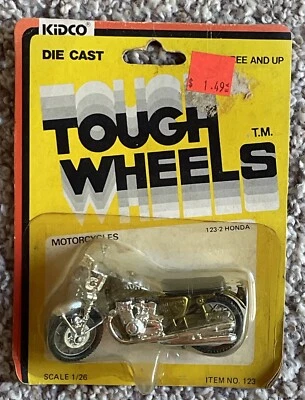 KiDCO
DIE CAST
EE AND UP
$ 1.49
TOUGH
WHEELS
T.M.
MOTORCYCLES
123-2 HONDA
SCALE 1/26
ITEM NO. 123